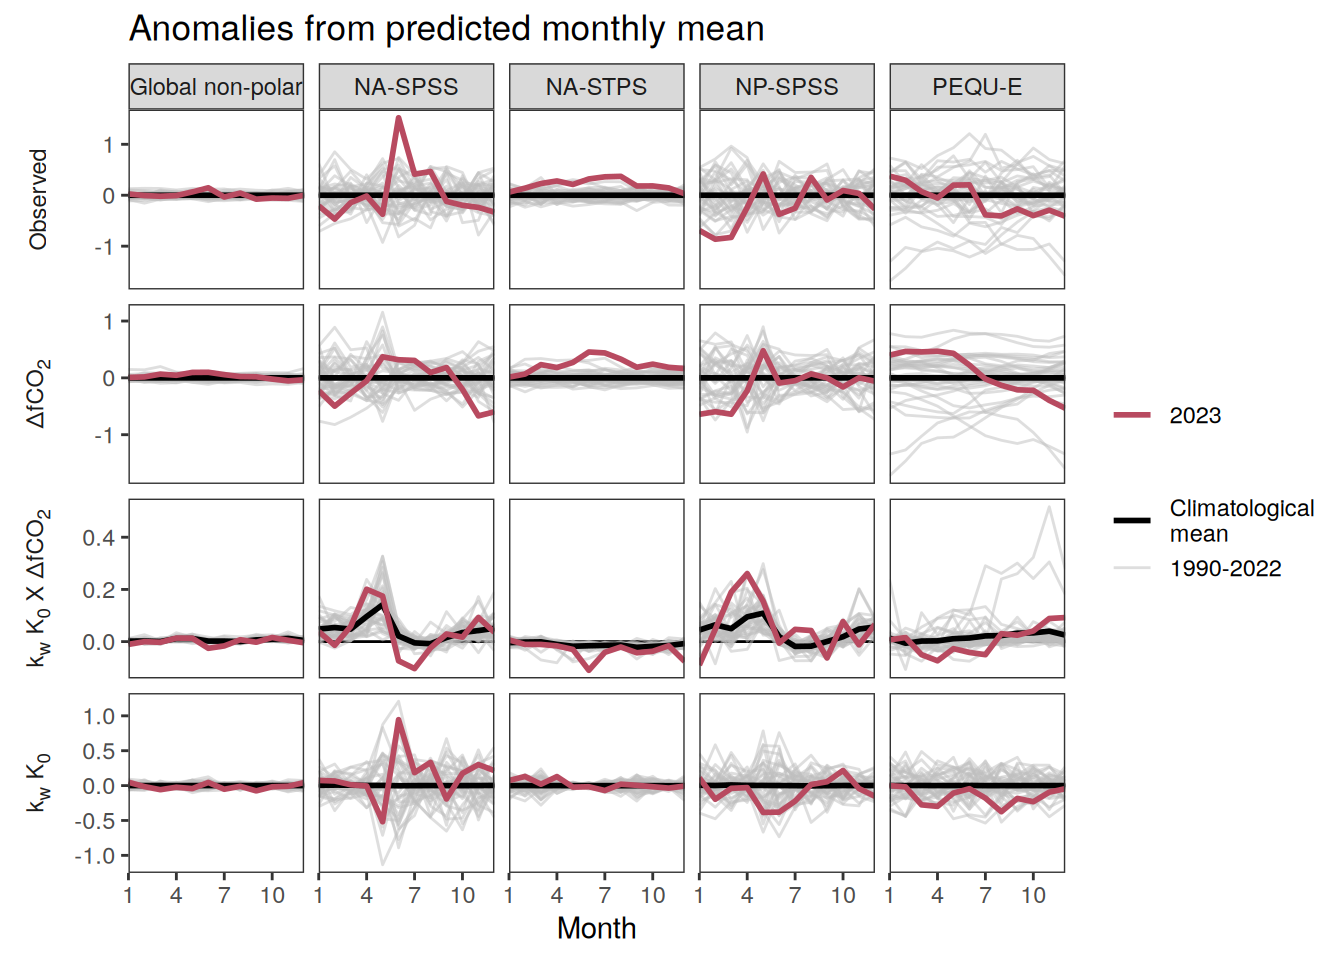 Anomalies from predicted monthly mean
Global non-polar NA-SPSS NA-STPS NP-SPSS PEQU-E
Observed
1
0
-1
ΔfCO₂
1
0
-1
kw K₀ X ΔfCO₂
0.4
0.2
0.0
kw K₀
1.0
0.5
0.0
-0.5
-1.0
1 4 7 10 1 4 7 10 1 4 7 10 1 4 7 10 1 4 7 10
Month
2023
Climatological
mean
1990-2022